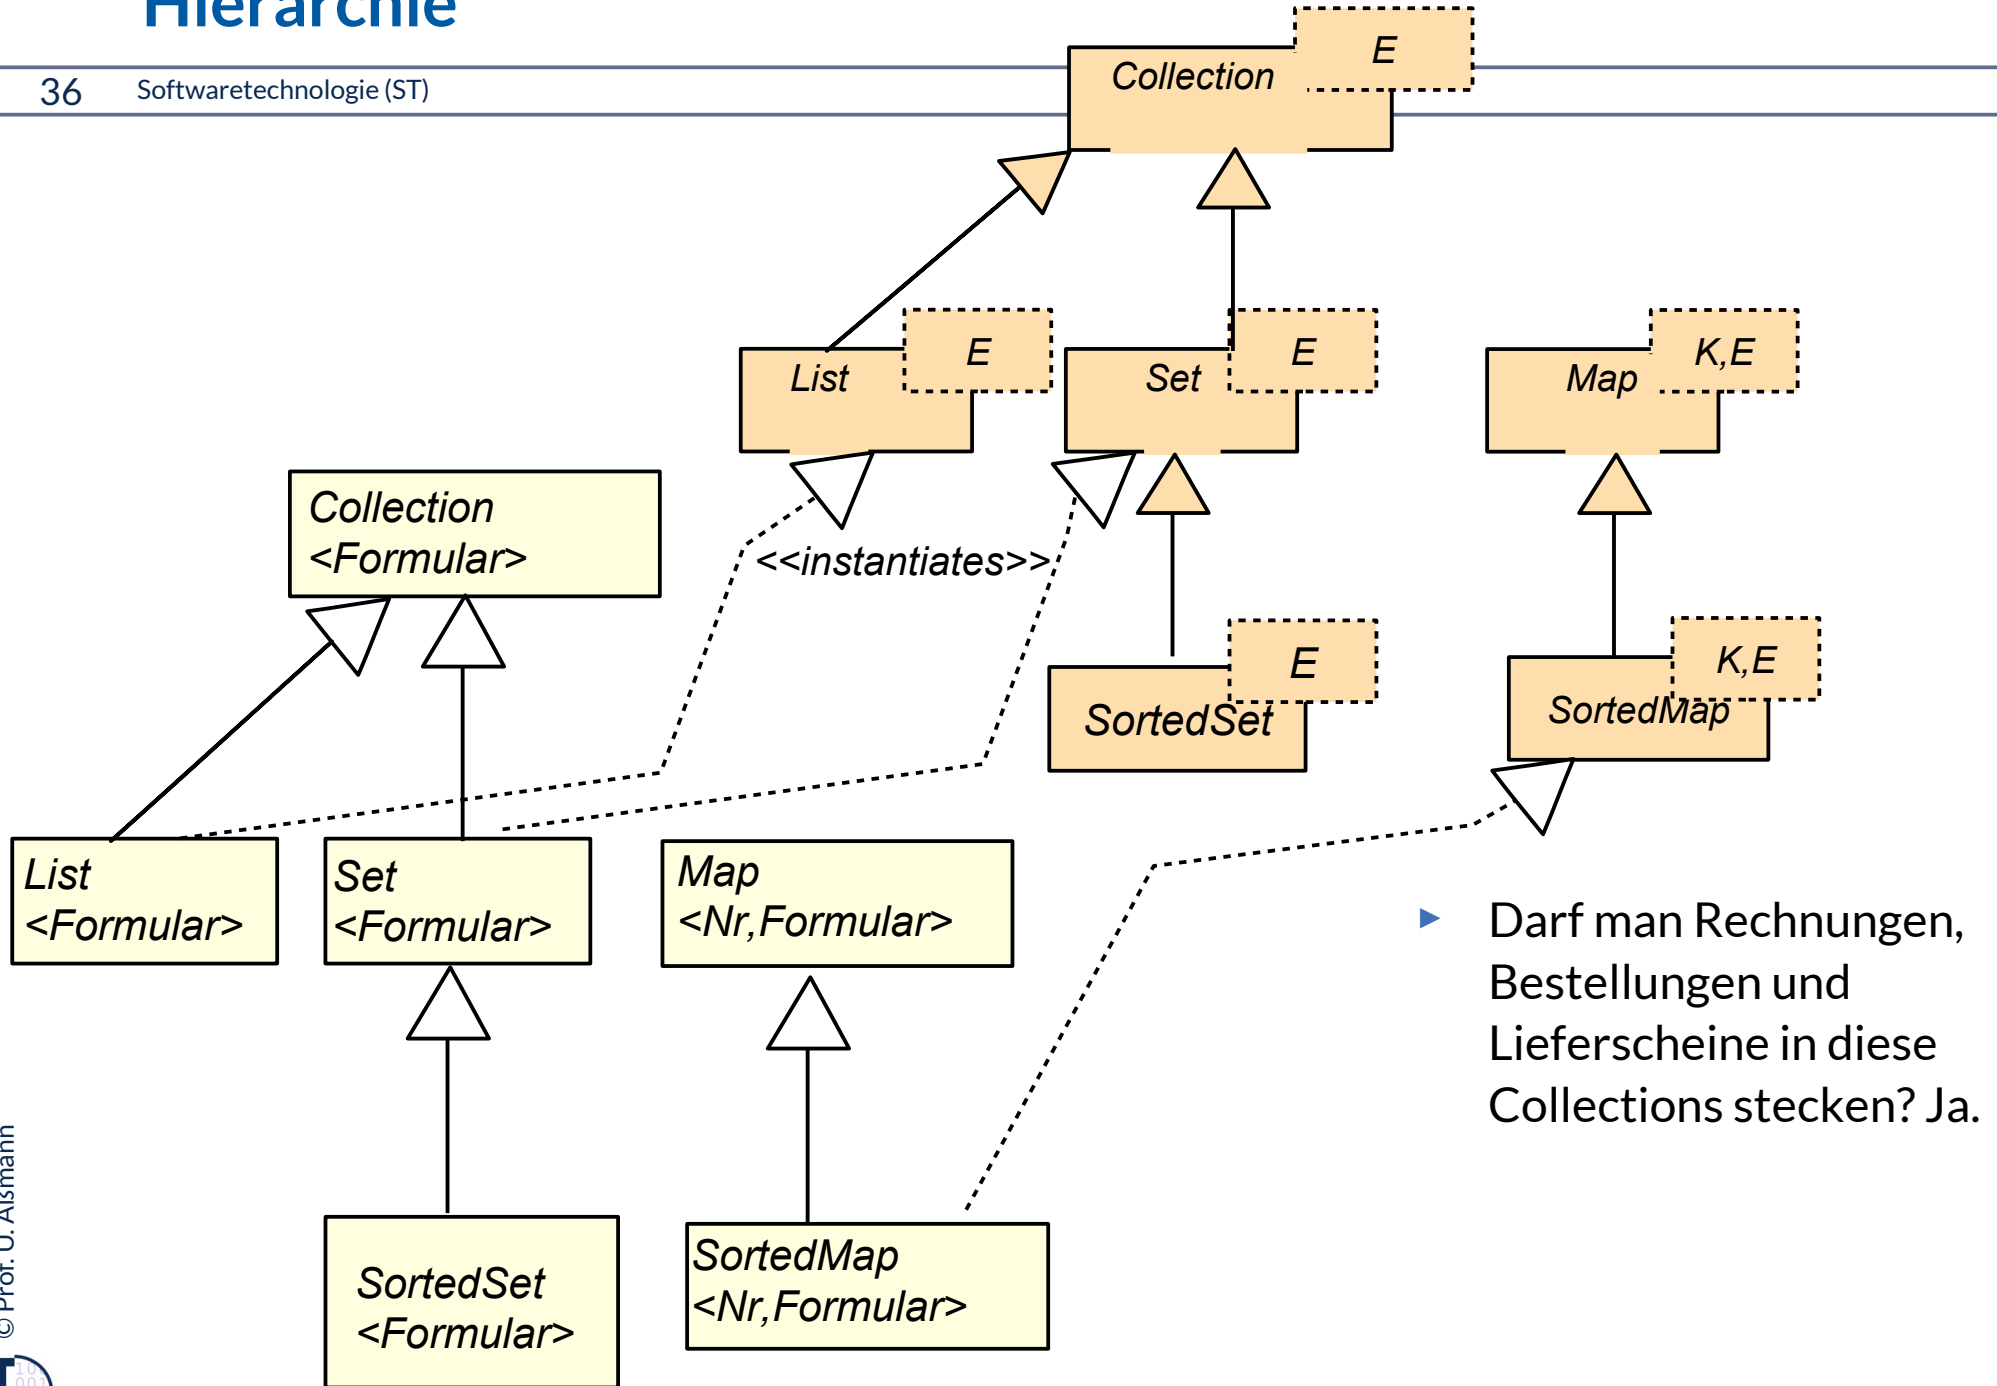 Hierarchie
36
Softwaretechnologie (ST)
Collection
E
List
E
Set
E
Map
K,E
Collection
<Formular>
<<instantiates>>
SortedSet
E
SortedMap
K,E
List
<Formular>
Set
<Formular>
Map
<Nr,Formular>
Darf man Rechnungen,
Bestellungen und
Lieferscheine in diese
Collections stecken? Ja.
SortedSet
<Formular>
SortedMap
<Nr,Formular>
© Prof. U. Aßmann